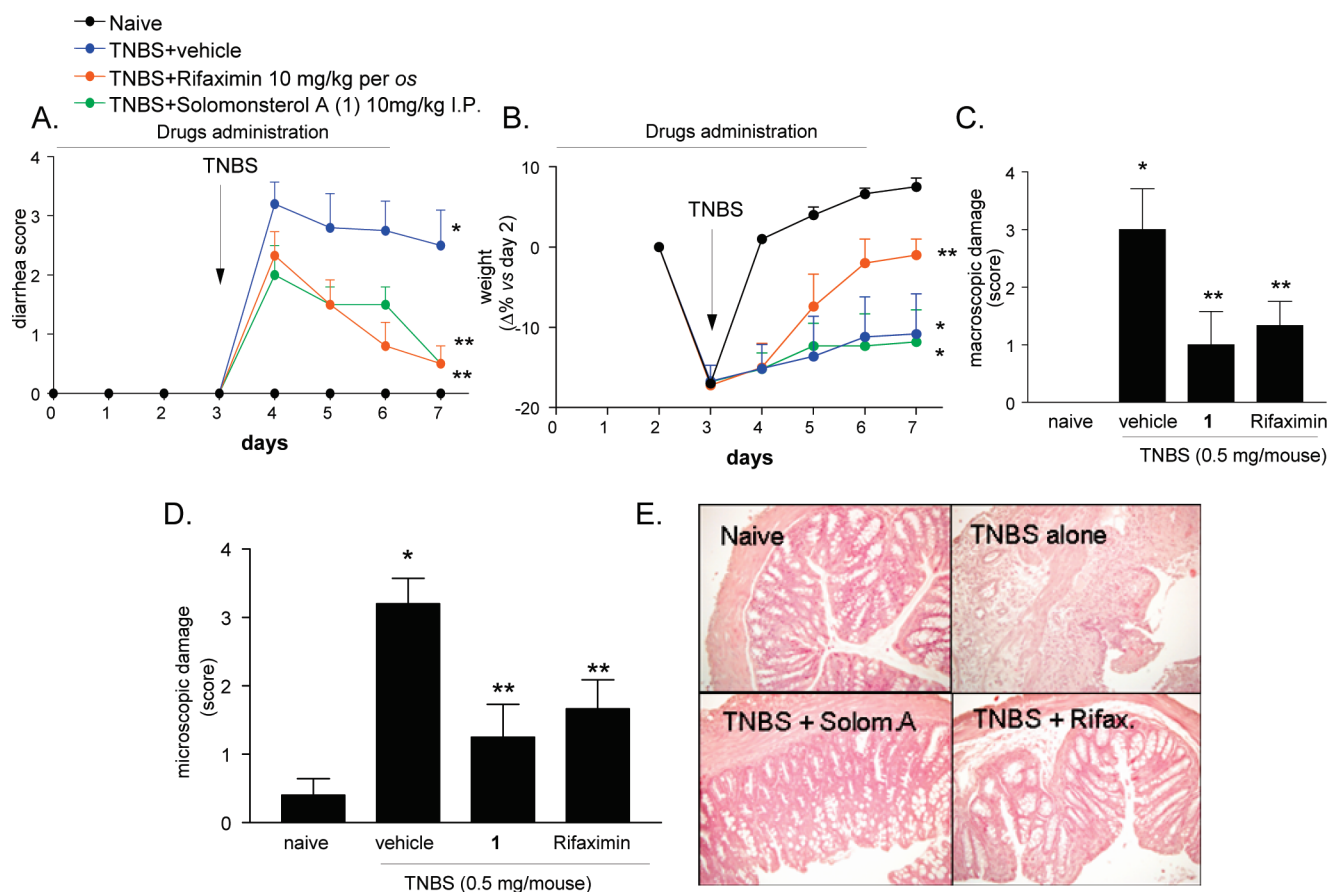 Naive
TNBS+vehicle
TNBS+Rifaximin 10 mg/kg per os
TNBS+Solomonsterol A (1) 10mg/kg I.P.
A.
Drugs administration
TNBS
diarrhea score
4
3
2
1
0
*
**
**
0 1 2 3 4 5 6 7
days
B.
Drugs administration
TNBS
weight
(Δ% vs day 2)
10
0
-10
-20
**
*
*
0 1 2 3 4 5 6 7
days
C.
macroscopic damage
(score)
4
3
2
1
0
*
**
**
naive vehicle 1 Rifaximin
TNBS (0.5 mg/mouse)
D.
microscopic damage
(score)
4
3
2
1
0
*
**
**
naive vehicle 1 Rifaximin
TNBS (0.5 mg/mouse)
E.
Naive
TNBS alone
TNBS + Solom.A
TNBS + Rifax.